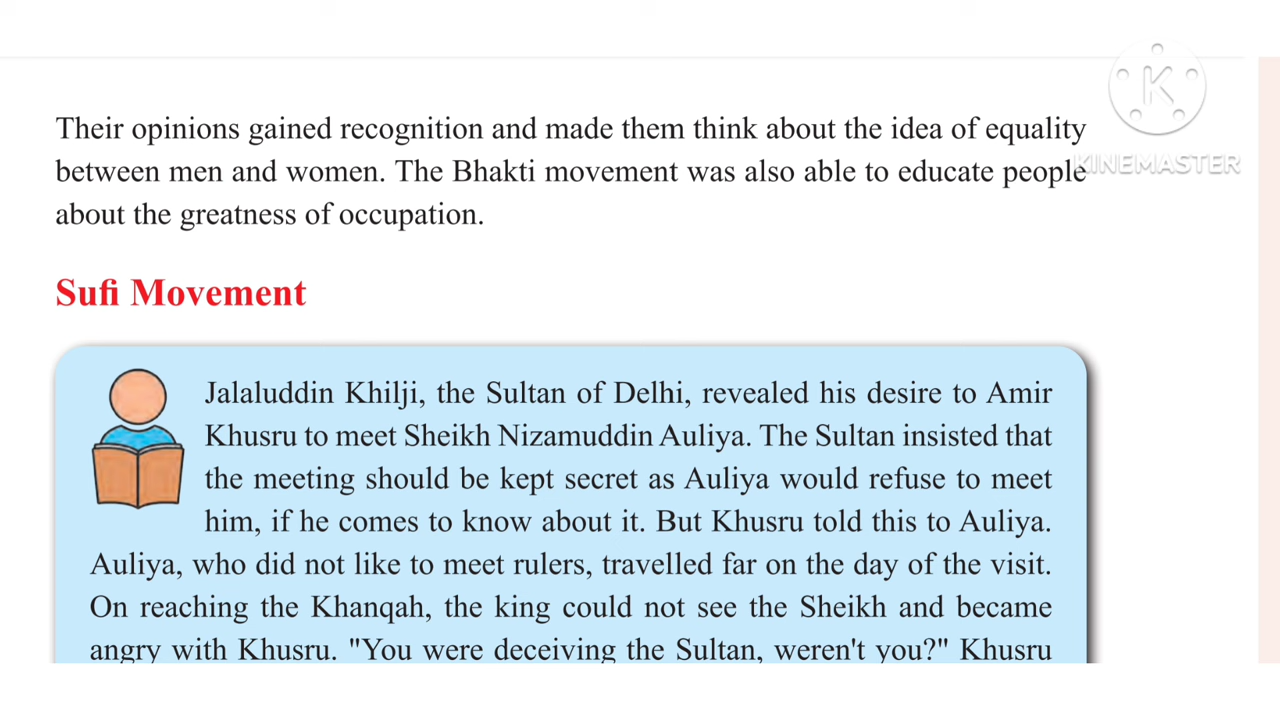 Their opinions gained recognition and made them think about the idea of equality
between men and women. The Bhakti movement was also able to educate people
about the greatness of occupation.
Sufi Movement
Jalaluddin Khilji, the Sultan of Delhi, revealed his desire to Amir
Khusru to meet Sheikh Nizamuddin Auliya. The Sultan insisted that
the meeting should be kept secret as Auliya would refuse to meet
him, if he comes to know about it. But Khusru told this to Auliya.
Auliya, who did not like to meet rulers, travelled far on the day of the visit.
On reaching the Khanqah, the king could not see the Sheikh and became
angry with Khusru. "You were deceiving the Sultan, weren't you?" Khusru
K
KINEMASTER